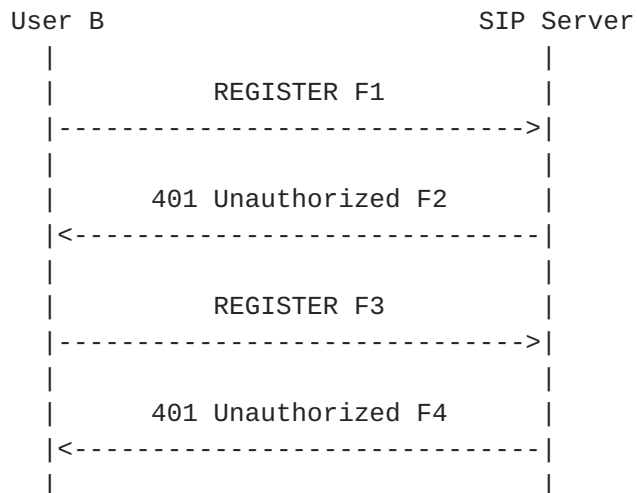 User B                        SIP Server
REGISTER F1
------------------------------>
401 Unauthorized F2
<------------------------------
REGISTER F3
------------------------------>
401 Unauthorized F4
<------------------------------